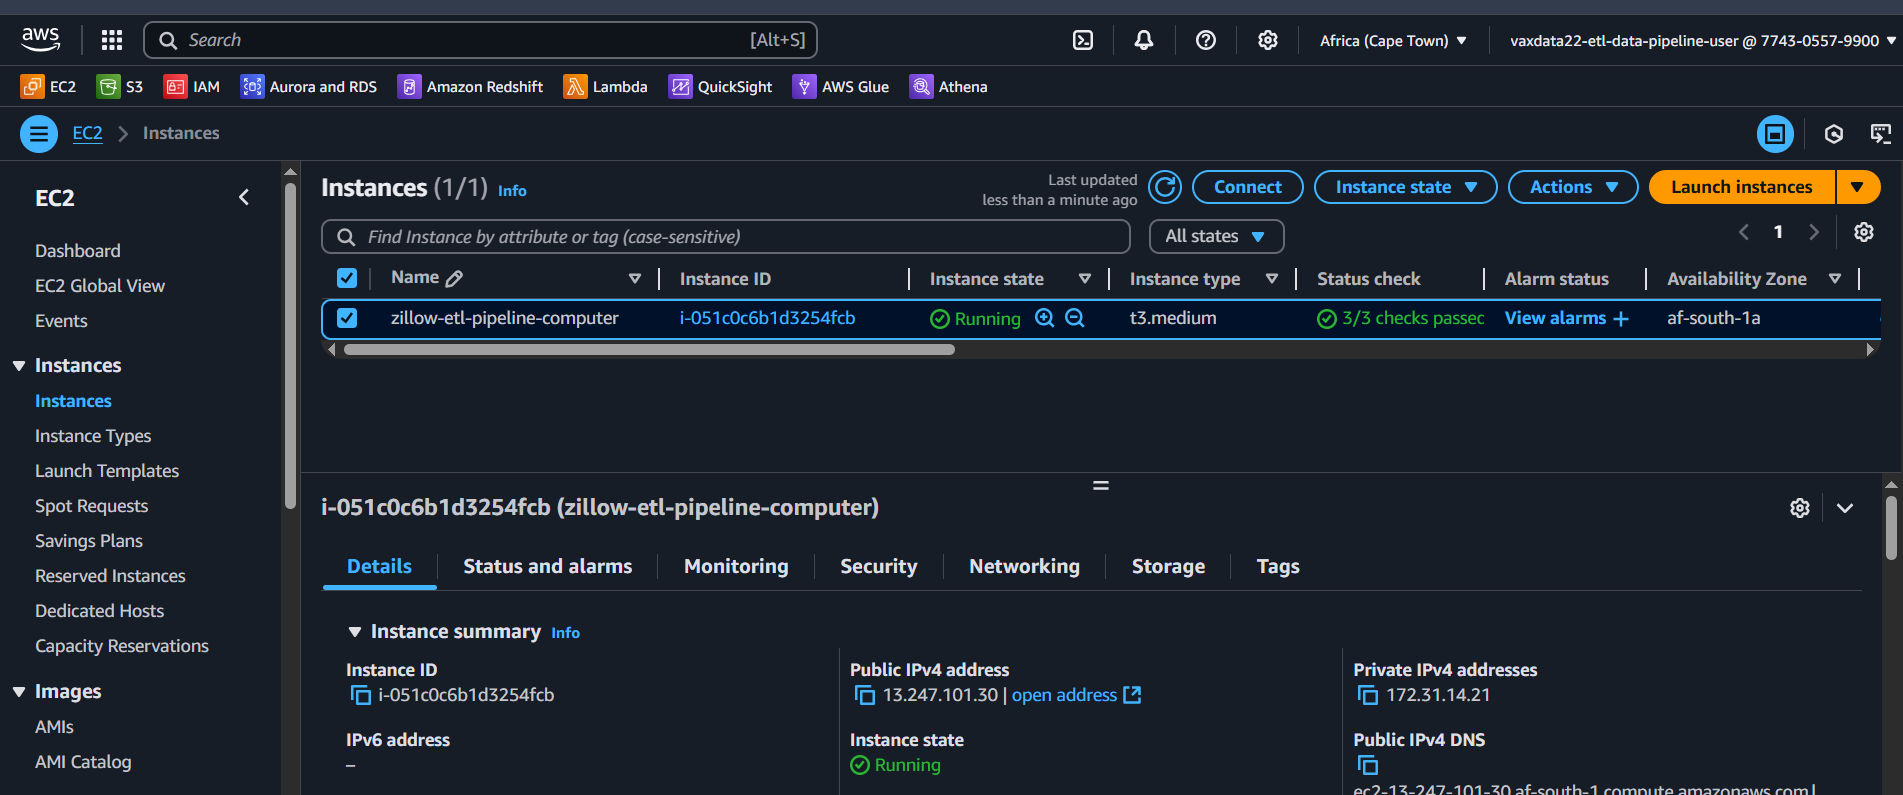 aws
Search
[Alt+S]
Africa (Cape Town)
vaxdata22-etl-data-pipeline-user @ 7743-0557-9900
EC2
S3
IAM
Aurora and RDS
Amazon Redshift
Lambda
QuickSight
AWS Glue
Athena
EC2
Instances
EC2
Dashboard
EC2 Global View
Events
Instances
Instances
Instance Types
Launch Templates
Spot Requests
Savings Plans
Reserved Instances
Dedicated Hosts
Capacity Reservations
Images
AMIs
AMI Catalog
Instances (1/1) Info
Last updated
less than a minute ago
Connect
Instance state
Actions
Launch instances
Find Instance by attribute or tag (case-sensitive)
All states
1
Name
Instance ID
Instance state
Instance type
Status check
Alarm status
Availability Zone
zillow-etl-pipeline-computer
i-051c0c6b1d3254fcb
Running
t3.medium
3/3 checks passec
View alarms +
af-south-1a
i-051c0c6b1d3254fcb (zillow-etl-pipeline-computer)
Details
Status and alarms
Monitoring
Security
Networking
Storage
Tags
Instance summary Info
Instance ID
i-051c0c6b1d3254fcb
Public IPv4 address
13.247.101.30 | open address
Private IPv4 addresses
172.31.14.21
IPv6 address
–
Instance state
Running
Public IPv4 DNS
ec2-13-247-101-30.af-south-1.compute.amazonaws.com |